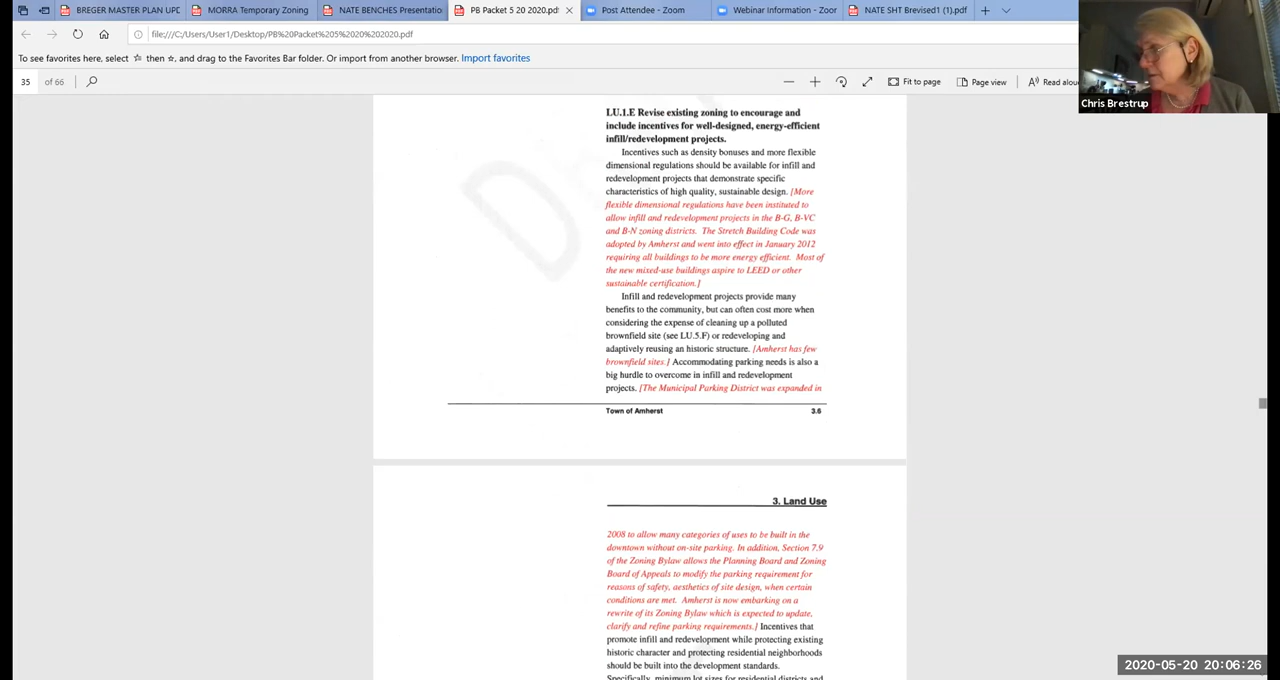 BREGER MASTER PLAN UPD
MORRA Temporary Zoning
NATE BENCHES Presentatio
PB Packet 5 20 2020.pdf
Post Attendee - Zoom
Webinar Information - Zoom
NATE SHT Brevised1 (1).pdf
file:///C:/Users/User1/Desktop/PB%20Packet%205%2020%202020.pdf
To see favorites here, select ☆ then ☆, and drag to the Favorites Bar folder. Or import from another browser. Import favorites
35 of 66
Fit to page
Page view
Read alou
Chris Brestrup
LU.1.E Revise existing zoning to encourage and
include incentives for well-designed, energy-efficient
infill/redevelopment projects.
Incentives such as density bonuses and more flexible
dimensional regulations should be available for infill and
redevelopment projects that demonstrate specific
characteristics of high quality, sustainable design. [More
flexible dimensional regulations have been instituted to
allow infill and redevelopment projects in the B-G, B-VC
and B-N zoning districts. The Stretch Building Code was
adopted by Amherst and went into effect in January 2012
requiring all buildings to be more energy efficient. Most of
the new mixed-use buildings aspire to LEED or other
sustainable certification.]
Infill and redevelopment projects provide many
benefits to the community, but can often cost more when
considering the expense of cleaning up a polluted
brownfield site (see LU.5.F) or redeveloping and
adaptively reusing an historic structure. [Amherst has few
brownfield sites.] Accommodating parking needs is also a
big hurdle to overcome in infill and redevelopment
projects. [The Municipal Parking District was expanded in
Town of Amherst 3.6
3. Land Use
2008 to allow many categories of uses to be built in the
downtown without on-site parking. In addition, Section 7.9
of the Zoning Bylaw allows the Planning Board and Zoning
Board of Appeals to modify the parking requirement for
reasons of safety, aesthetics of site design, when certain
conditions are met. Amherst is now embarking on a
rewrite of its Zoning Bylaw which is expected to update,
clarify and refine parking requirements.] Incentives that
promote infill and redevelopment while protecting existing
historic character and protecting residential neighborhoods
should be built into the development standards.
Specifically, minimum lot sizes for residential districts and
2020-05-20 20:06:26